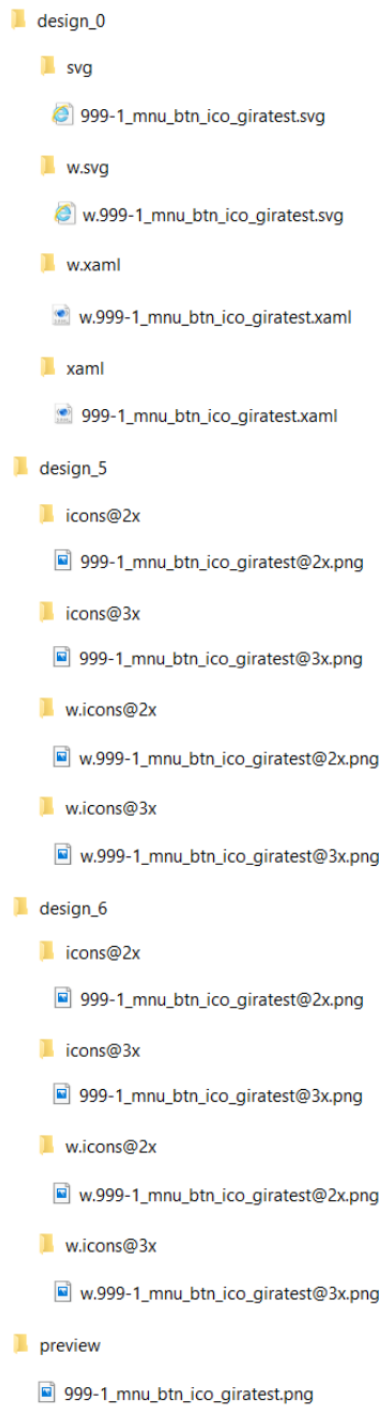 design_0
svg
999-1_mnu_btn_ico_giratest.svg
w.svg
w.999-1_mnu_btn_ico_giratest.svg
w.xaml
w.999-1_mnu_btn_ico_giratest.xaml
xaml
999-1_mnu_btn_ico_giratest.xaml
design_5
icons@2x
999-1_mnu_btn_ico_giratest@2x.png
icons@3x
999-1_mnu_btn_ico_giratest@3x.png
w.icons@2x
w.999-1_mnu_btn_ico_giratest@2x.png
w.icons@3x
w.999-1_mnu_btn_ico_giratest@3x.png
design_6
icons@2x
999-1_mnu_btn_ico_giratest@2x.png
icons@3x
999-1_mnu_btn_ico_giratest@3x.png
w.icons@2x
w.999-1_mnu_btn_ico_giratest@2x.png
w.icons@3x
w.999-1_mnu_btn_ico_giratest@3x.png
preview
999-1_mnu_btn_ico_giratest.png